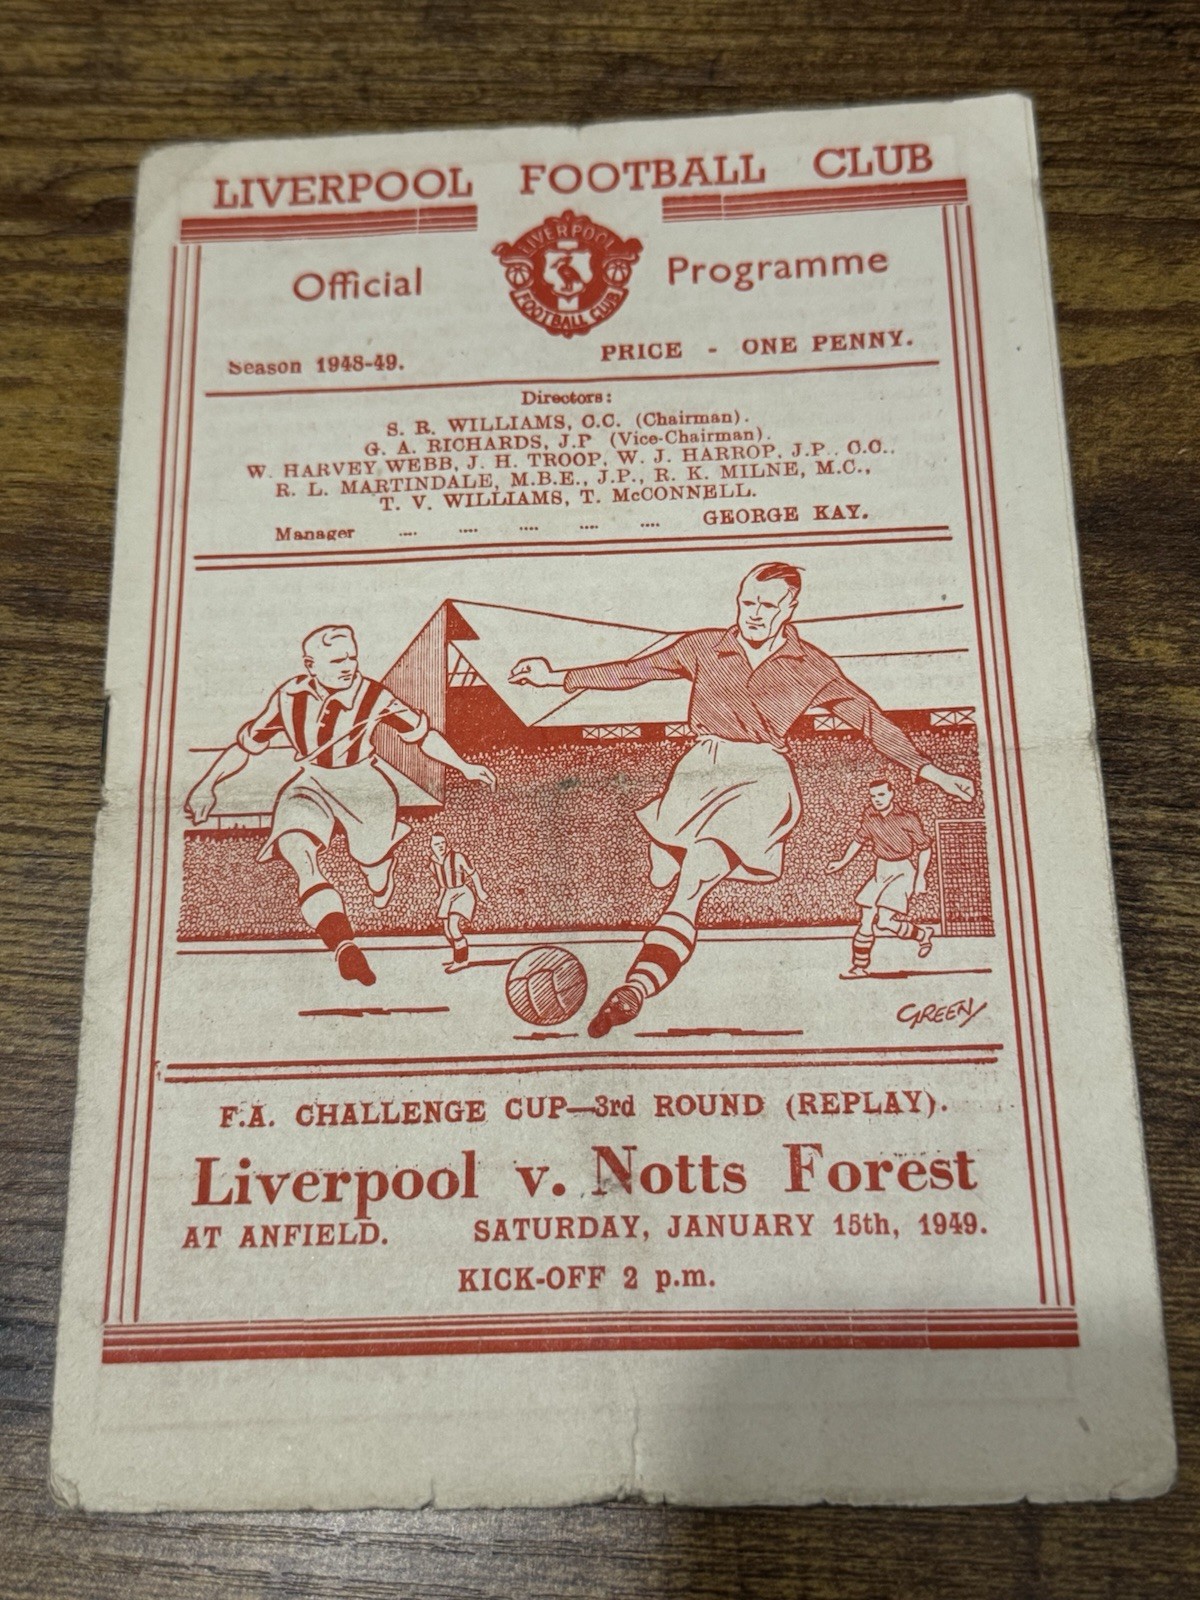 LIVERPOOL FOOTBALL CLUB
Official Programme
LIVERPOOL
FOOTBALL CLUB
Season 1948-49. PRICE - ONE PENNY.
Directors:
S. R. WILLIAMS, C.C. (Chairman).
G. A. RICHARDS, J.P (Vice-Chairman).
W. HARVEY WEBB, J. H. TROOP, W. J. HARROP, J.P., C.C.,
R. L. MARTINDALE, M.B.E., J.P., R. K. MILNE, M.C.,
T. V. WILLIAMS, T. McCONNELL.
Manager .... .... .... .... .... GEORGE KAY.
GREEN
F.A. CHALLENGE CUP—3rd ROUND (REPLAY).
Liverpool v. Notts Forest
AT ANFIELD. SATURDAY, JANUARY 15th, 1949.
KICK-OFF 2 p.m.